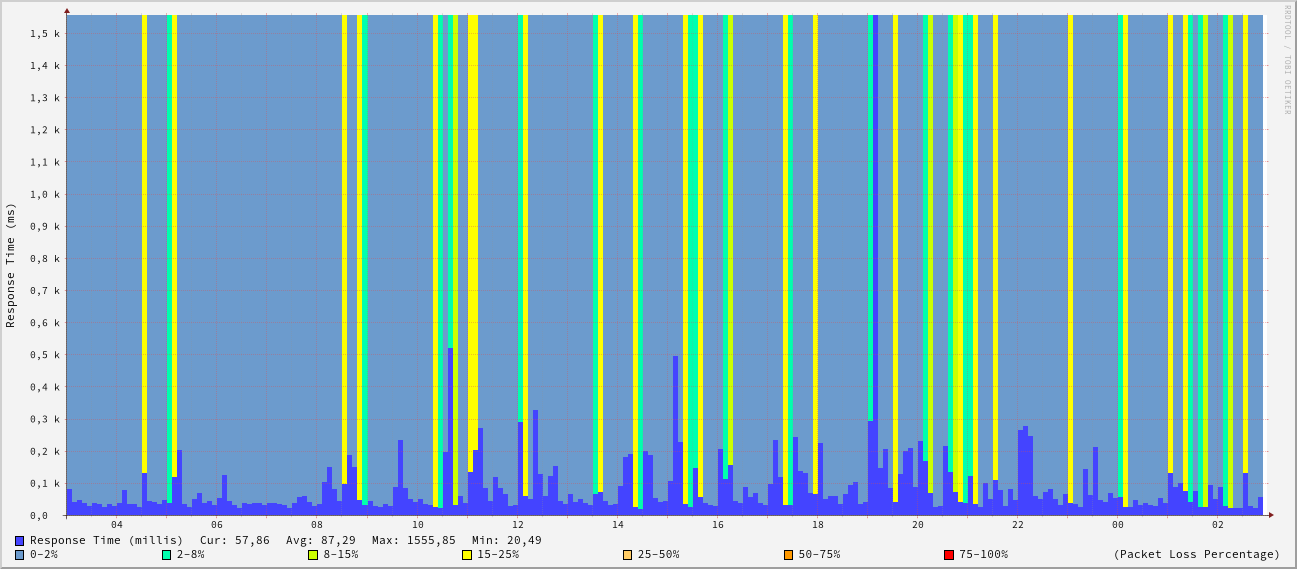 RRDTOOL / TOBI OETIKER
Response Time (ms)
1,5 k
1,4 k
1,3 k
1,2 k
1,1 k
1,0 k
0,9 k
0,8 k
0,7 k
0,6 k
0,5 k
0,4 k
0,3 k
0,2 k
0,1 k
0,0
04 06 08 10 12 14 16 18 20 22 00 02
Response Time (millis) Cur: 57,86 Avg: 87,29 Max: 1555,85 Min: 20,49
0-2% 2-8% 8-15% 15-25% 25-50% 50-75% 75-100% (Packet Loss Percentage)